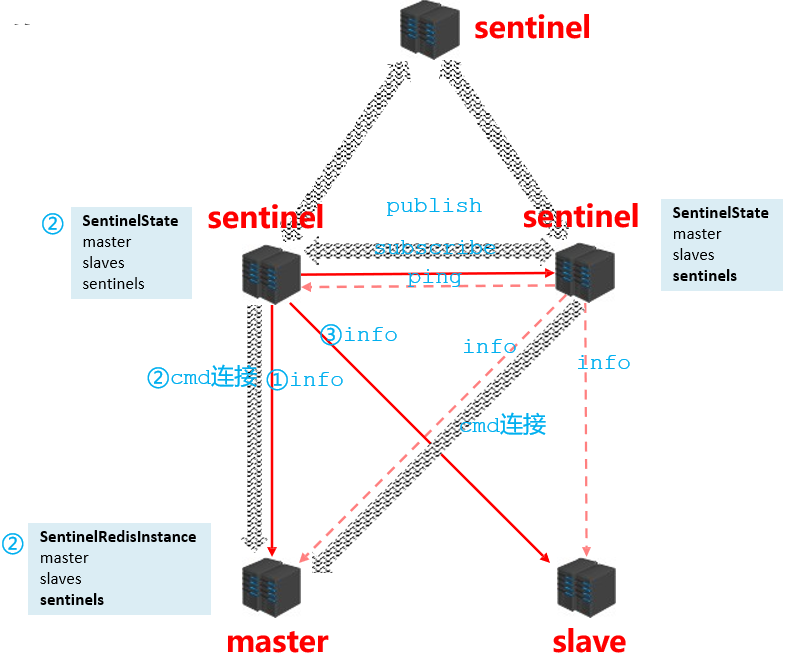 sentinel
publish
②
SentinelState
master
slaves
sentinels
sentinel
sentinel
SentinelState
master
slaves
sentinels
subscribe
ping
③info
info
info
②cmd连接
①info
cmd连接
②
SentinelRedisInstance
master
slaves
sentinels
master
slave